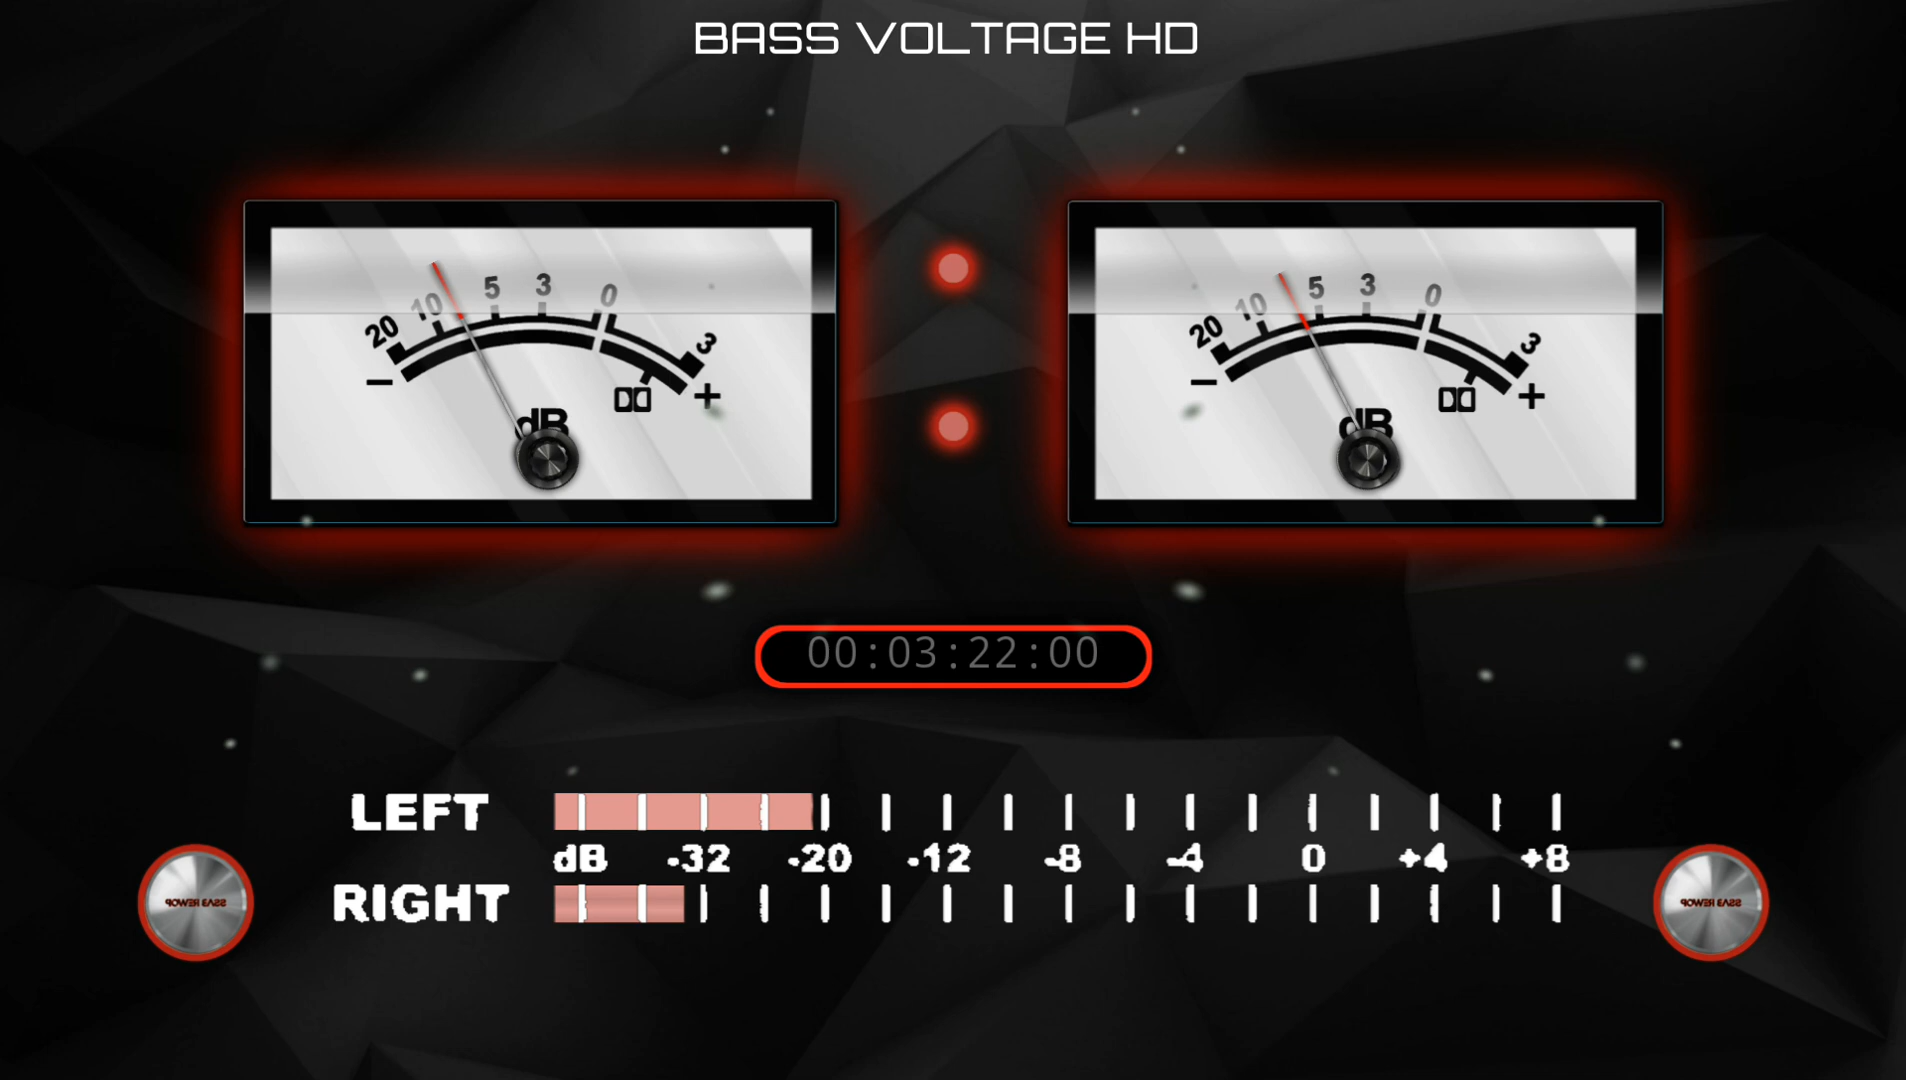 BASS VOLTAGE HD
20 10 5 3 0 3
− +
dB
20 10 5 3 0 3
− +
dB
00:03:22:00
LEFT
dB -32 -20 -12 -8 -4 0 +4 +8
RIGHT